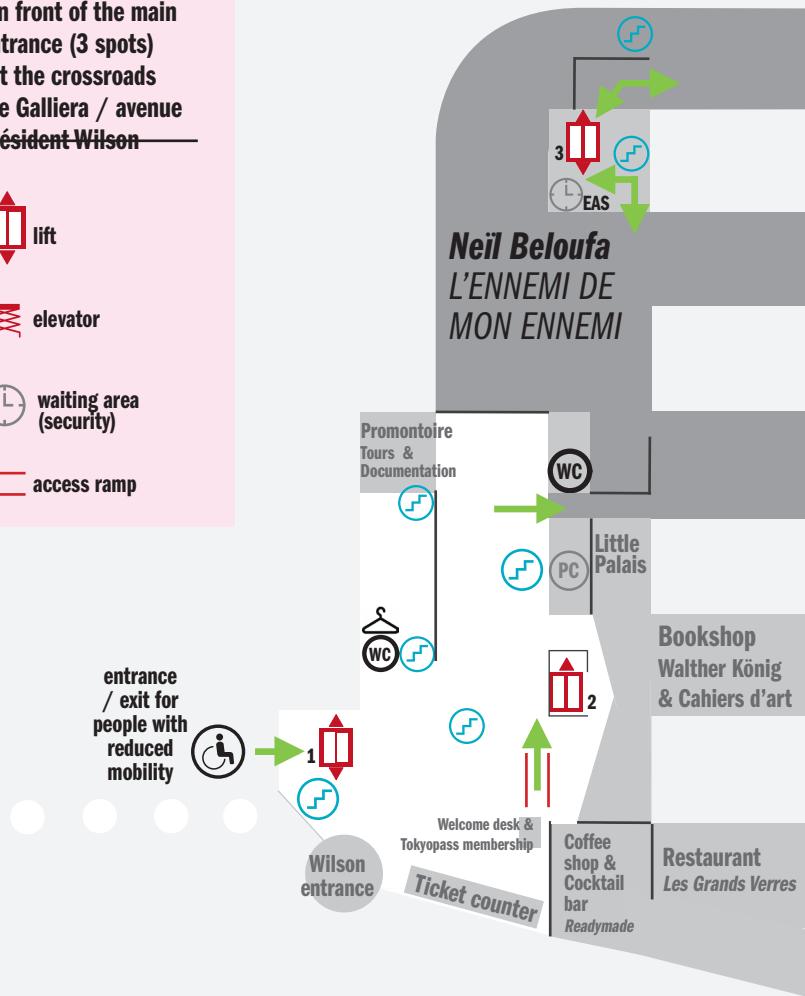 n front of the main
trance (3 spots)
t the crossroads
e Galliera / avenue
ésident Wilson
lift
elevator
waiting area
(security)
access ramp
3
EAS
Neïl Beloufa
L'ENNEMI DE
MON ENNEMI
Promontoire
Tours &
Documentation
WC
PC
Little
Palais
WC
Bookshop
Walther König
& Cahiers d'art
2
entrance
/ exit for
people with
reduced
mobility
1
Welcome desk &
Tokyopass membership
Wilson
entrance
Ticket counter
Coffee
shop &
Cocktail
bar
Readymade
Restaurant
Les Grands Verres